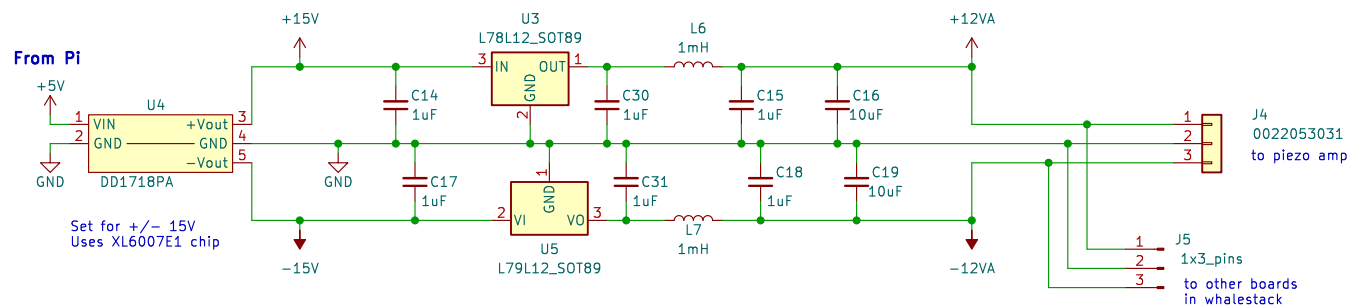 From Pi
+5V
U4
1 VIN
2 GND
+Vout 3
GND 4
−Vout 5
DD1718PA
GND
Set for +/− 15V
Uses XL6007E1 chip
+15V
U3
L78L12_SOT89
3 IN
OUT 1
GND
2
C14
1uF
C30
1uF
L6
1mH
C15
1uF
C16
10uF
+12VA
GND
C17
1uF
1
GND
2 VI
VO 3
U5
L79L12_SOT89
C31
1uF
L7
1mH
C18
1uF
C19
10uF
−15V
−12VA
J4
0022053031
to piezo amp
1
2
3
J5
1x3_pins
1
2
3
to other boards
in whalestack